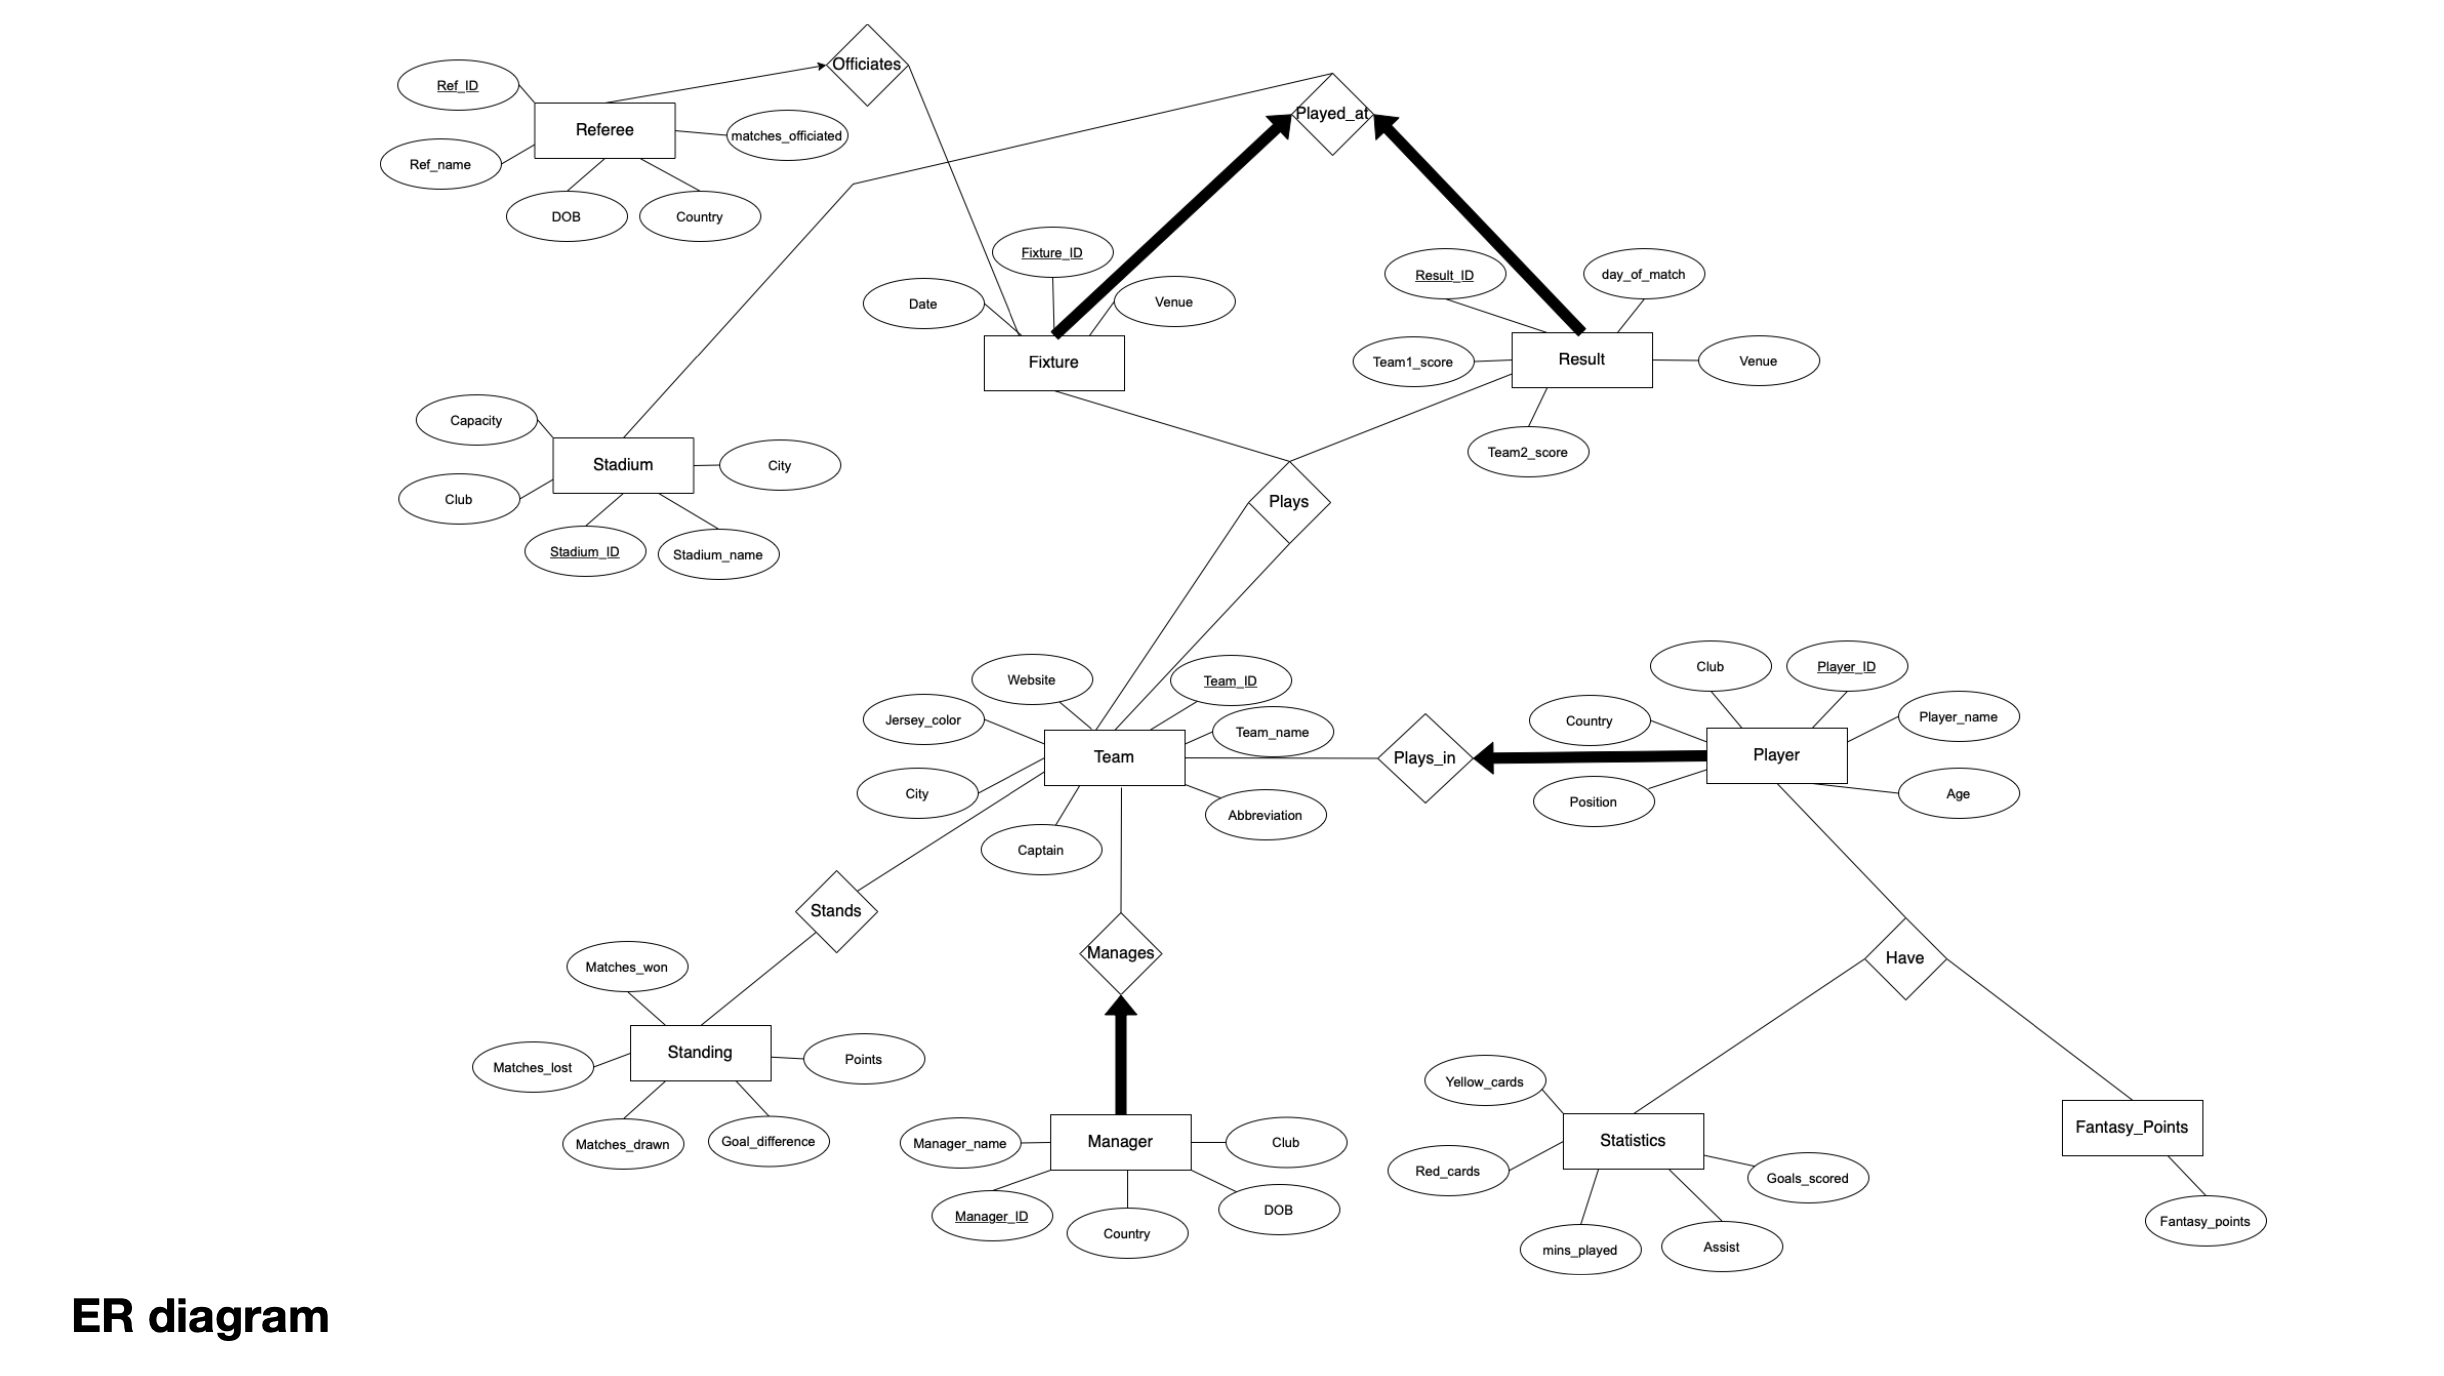 Officiates
Ref_ID
Played_at
Referee
matches_officiated
Ref_name
DOB
Country
Fixture_ID
Result_ID
day_of_match
Date
Venue
Fixture
Result
Team1_score
Venue
Capacity
Team2_score
Stadium
City
Club
Plays
Stadium_ID
Stadium_name
Website
Team_ID
Club
Player_ID
Jersey_color
Team_name
Country
Player_name
Team
Plays_in
Player
City
Abbreviation
Position
Age
Captain
Stands
Manages
Have
Matches_won
Standing
Points
Matches_lost
Yellow_cards
Matches_drawn
Goal_difference
Manager_name
Manager
Club
Statistics
Fantasy_Points
Red_cards
Goals_scored
Manager_ID
Country
DOB
mins_played
Assist
Fantasy_points
ER diagram